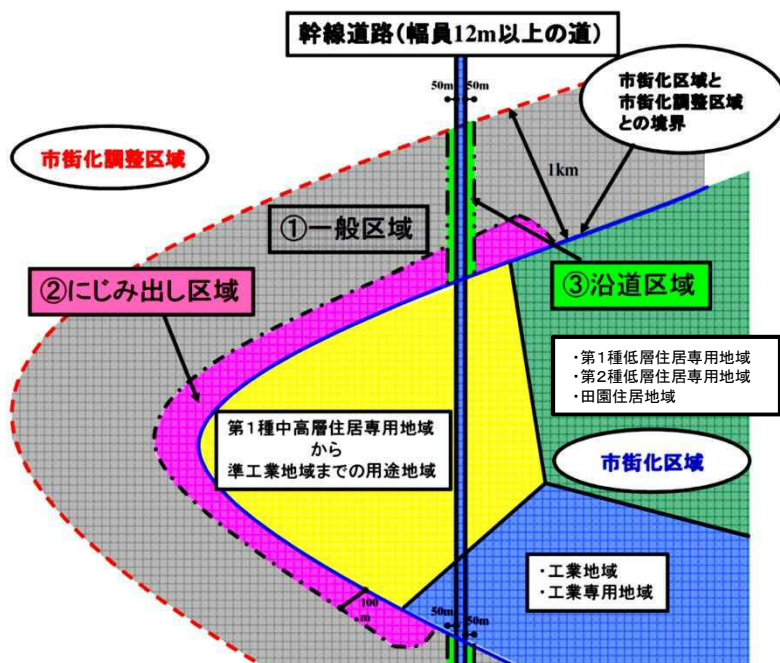 幹線道路(幅員12m以上の道)
50m
50m
市街化区域と
市街化調整区域
との境界
市街化調整区域
1km
①一般区域
②にじみ出し区域
③沿道区域
・第1種低層住居専用地域
・第2種低層住居専用地域
・田園住居地域
第1種中高層住居専用地域
から
準工業地域までの用途地域
市街化区域
・工業地域
・工業専用地域
100
m
50m
50m